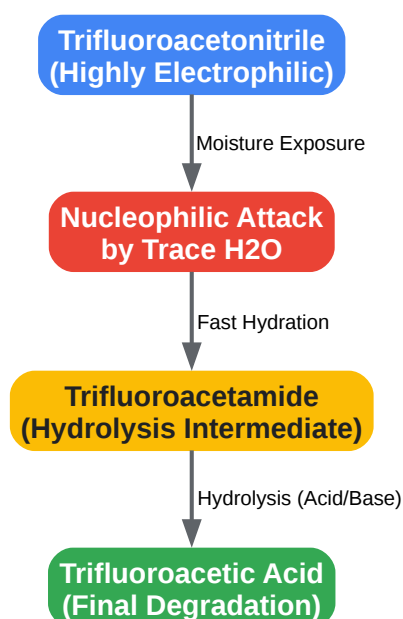 Trifluoroacetonitrile
(Highly Electrophilic)
Moisture Exposure
Nucleophilic Attack
by Trace H2O
Fast Hydration
Trifluoroacetamide
(Hydrolysis Intermediate)
Hydrolysis (Acid/Base)
Trifluoroacetic Acid
(Final Degradation)